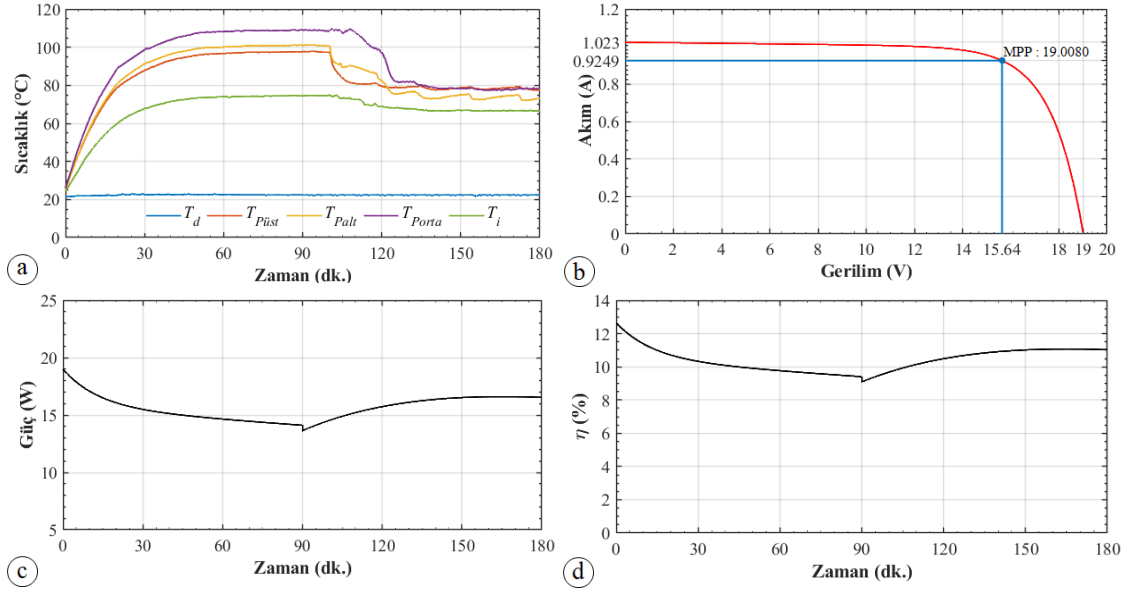 Sıcaklık (°C)
120
100
80
60
40
20
0
T_d T_Püst T_Palt T_Porta T_i
0 30 60 90 120 150 180
Zaman (dk.)
a
Akım (A)
1.2
1.023
0.9249
0.8
0.6
0.4
0.2
0
MPP : 19.0080
0 2 4 6 8 10 12 14 15.64 18 19 20
Gerilim (V)
b
Güç (W)
25
20
15
10
5
0 30 60 90 120 150 180
Zaman (dk.)
c
η (%)
14
12
10
8
6
4
2
0
0 30 60 90 120 150 180
Zaman (dk.)
d